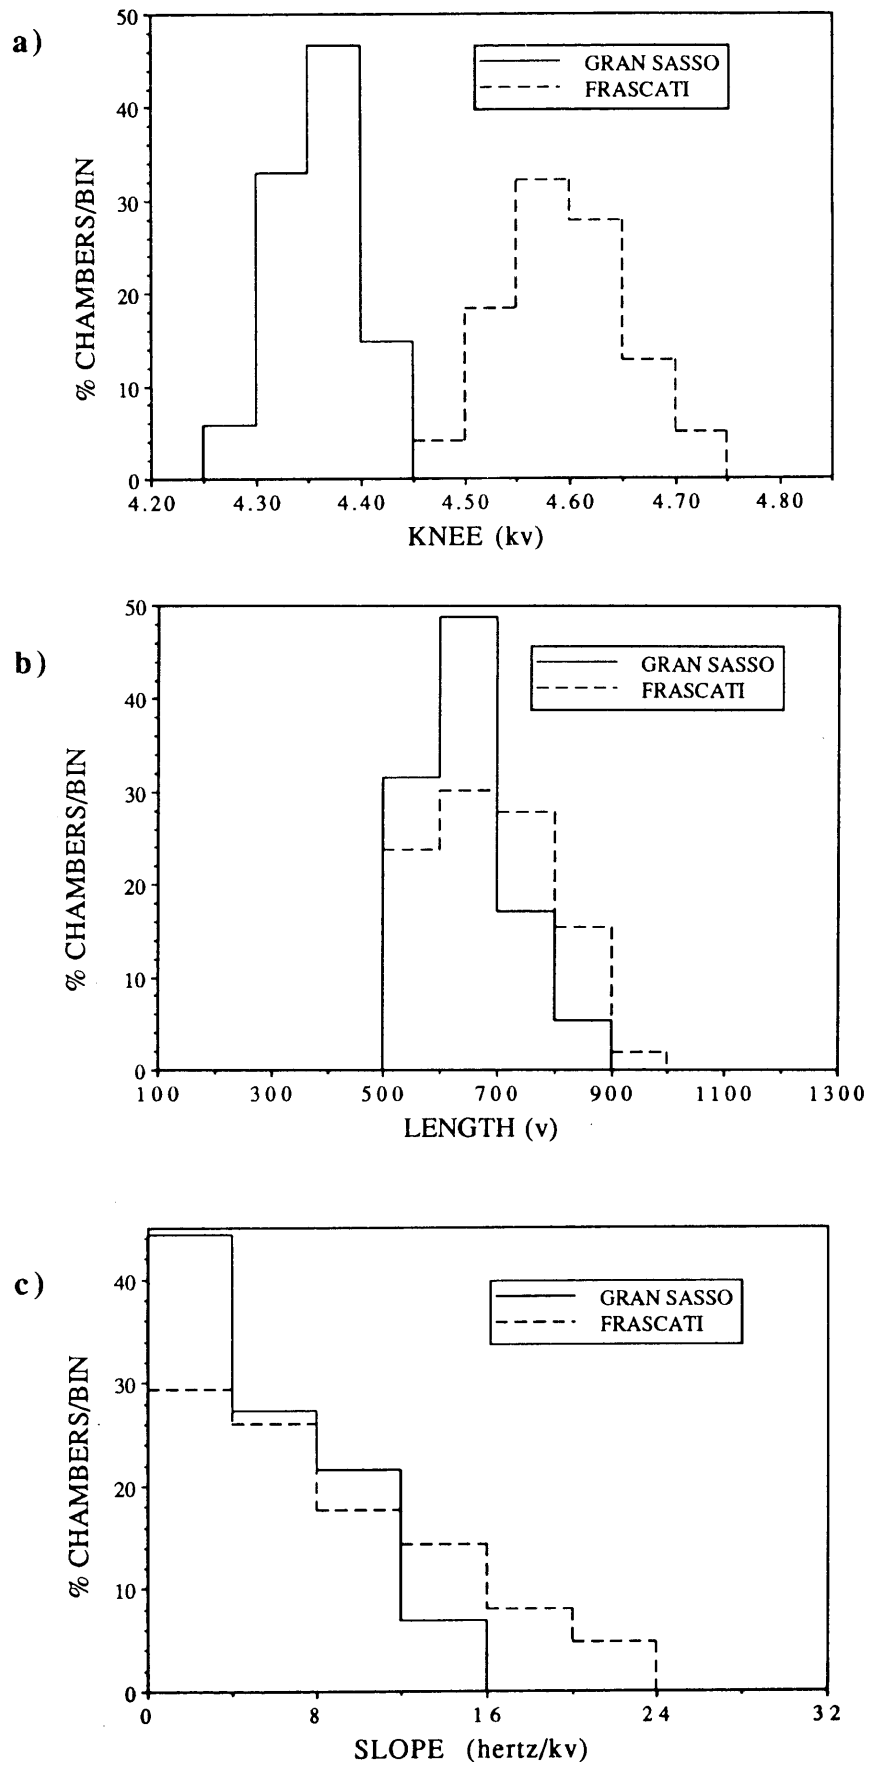 a)
50
40
30
20
10
0
% CHAMBERS/BIN
GRAN SASSO
FRASCATI
4.20 4.30 4.40 4.50 4.60 4.70 4.80
KNEE (kv)
b)
50
40
30
20
10
0
% CHAMBERS/BIN
GRAN SASSO
FRASCATI
100 300 500 700 900 1100 1300
LENGTH (v)
c)
40
30
20
10
0
% CHAMBERS/BIN
GRAN SASSO
FRASCATI
0 8 16 24 32
SLOPE (hertz/kv)